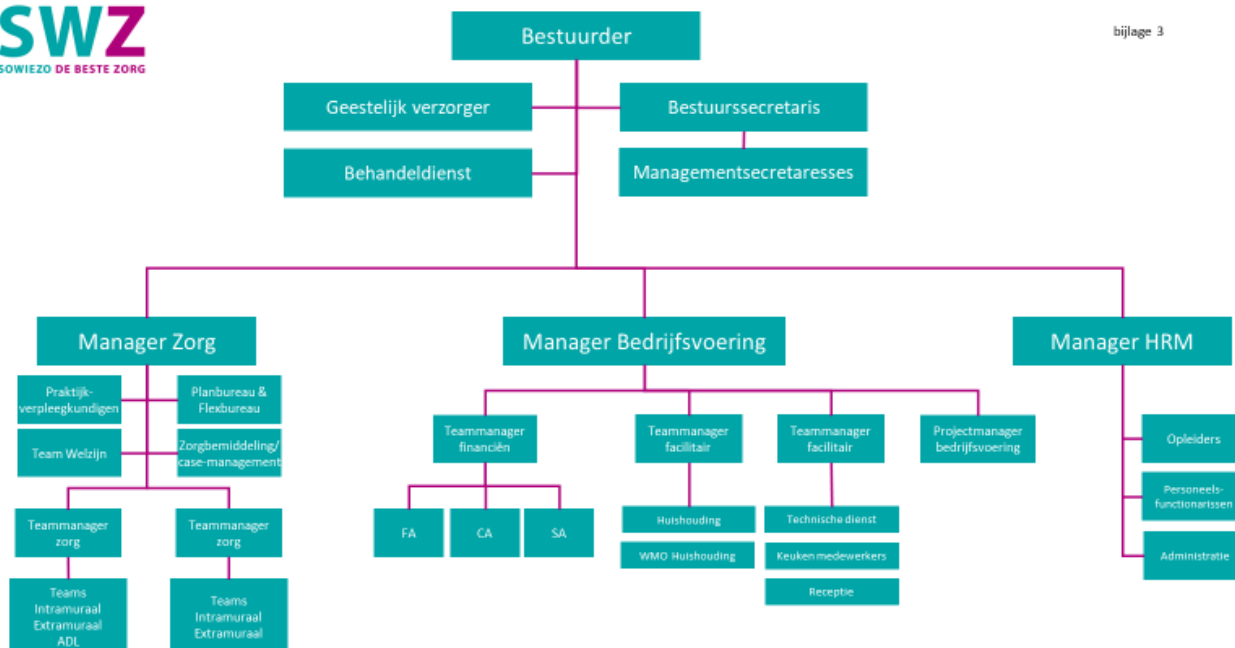 SWZ
SOWIEZO DE BESTE ZORG
bijlage 3
Bestuurder
Geestelijk verzorger
Bestuurssecretaris
Behandeldienst
Managementsecretaresses
Manager Zorg
Manager Bedrijfsvoering
Manager HRM
Praktijk-
verpleegkundigen
Planbureau &
Flexbureau
Team Welzijn
Zorgbemiddeling/
case-management
Teammanager
zorg
Teammanager
zorg
Teams
Intramuraal
Extramuraal
ADL
Teams
Intramuraal
Extramuraal
Teammanager
financiën
Teammanager
facilitair
Teammanager
facilitair
Projectmanager
bedrijfsvoering
FA
CA
SA
Huishouding
WMO Huishouding
Technische dienst
Keuken medewerkers
Receptie
Opleiders
Personeels-
functionarissen
Administratie